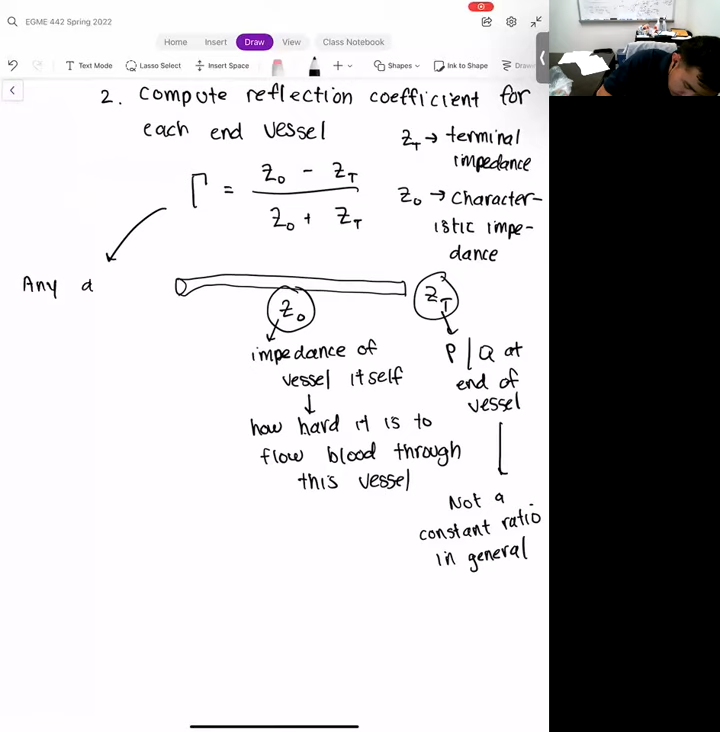 EGME 442 Spring 2022
Home Insert Draw View Class Notebook
Text Mode Lasso Select Insert Space Shapes Ink to Shape Draw
2. Compute reflection coefficient for
each end vessel
Z_T → terminal
impedance
Γ = (Z_0 - Z_T) / (Z_0 + Z_T)
Z_0 → Character-
istic impe-
dance
Any a
Z_0
Z_T
impedance of
vessel itself
↓
how hard it is to
flow blood through
this vessel
P/Q at
end of
vessel
Not a
constant ratio
in general